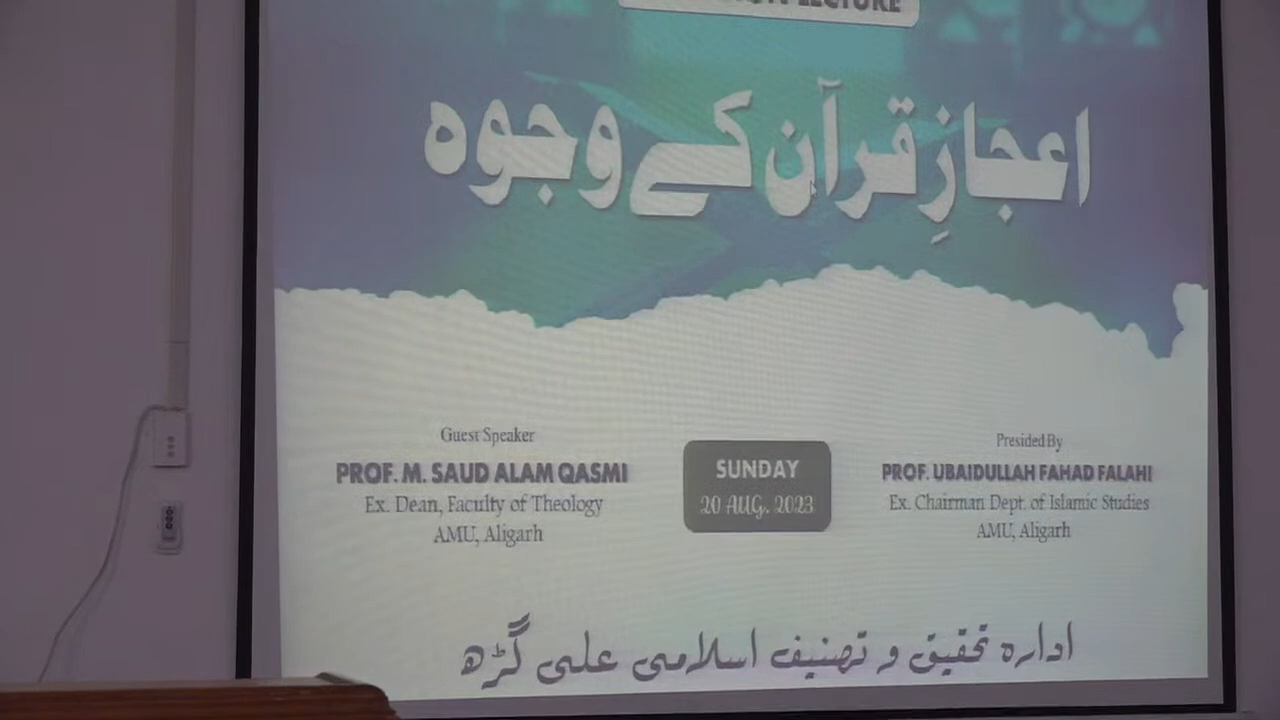 LECTURE
اعجازِ قرآن کے وجوہ
Guest Speaker
PROF. M. SAUD ALAM QASMI
Ex. Dean, Faculty of Theology
AMU, Aligarh
SUNDAY
20 AUG. 2023
Presided By
PROF. UBAIDULLAH FAHAD FALAHI
Ex. Chairman Dept. of Islamic Studies
AMU, Aligarh
ادارہ تحقیق و تصنیف اسلامی علی گڑھ